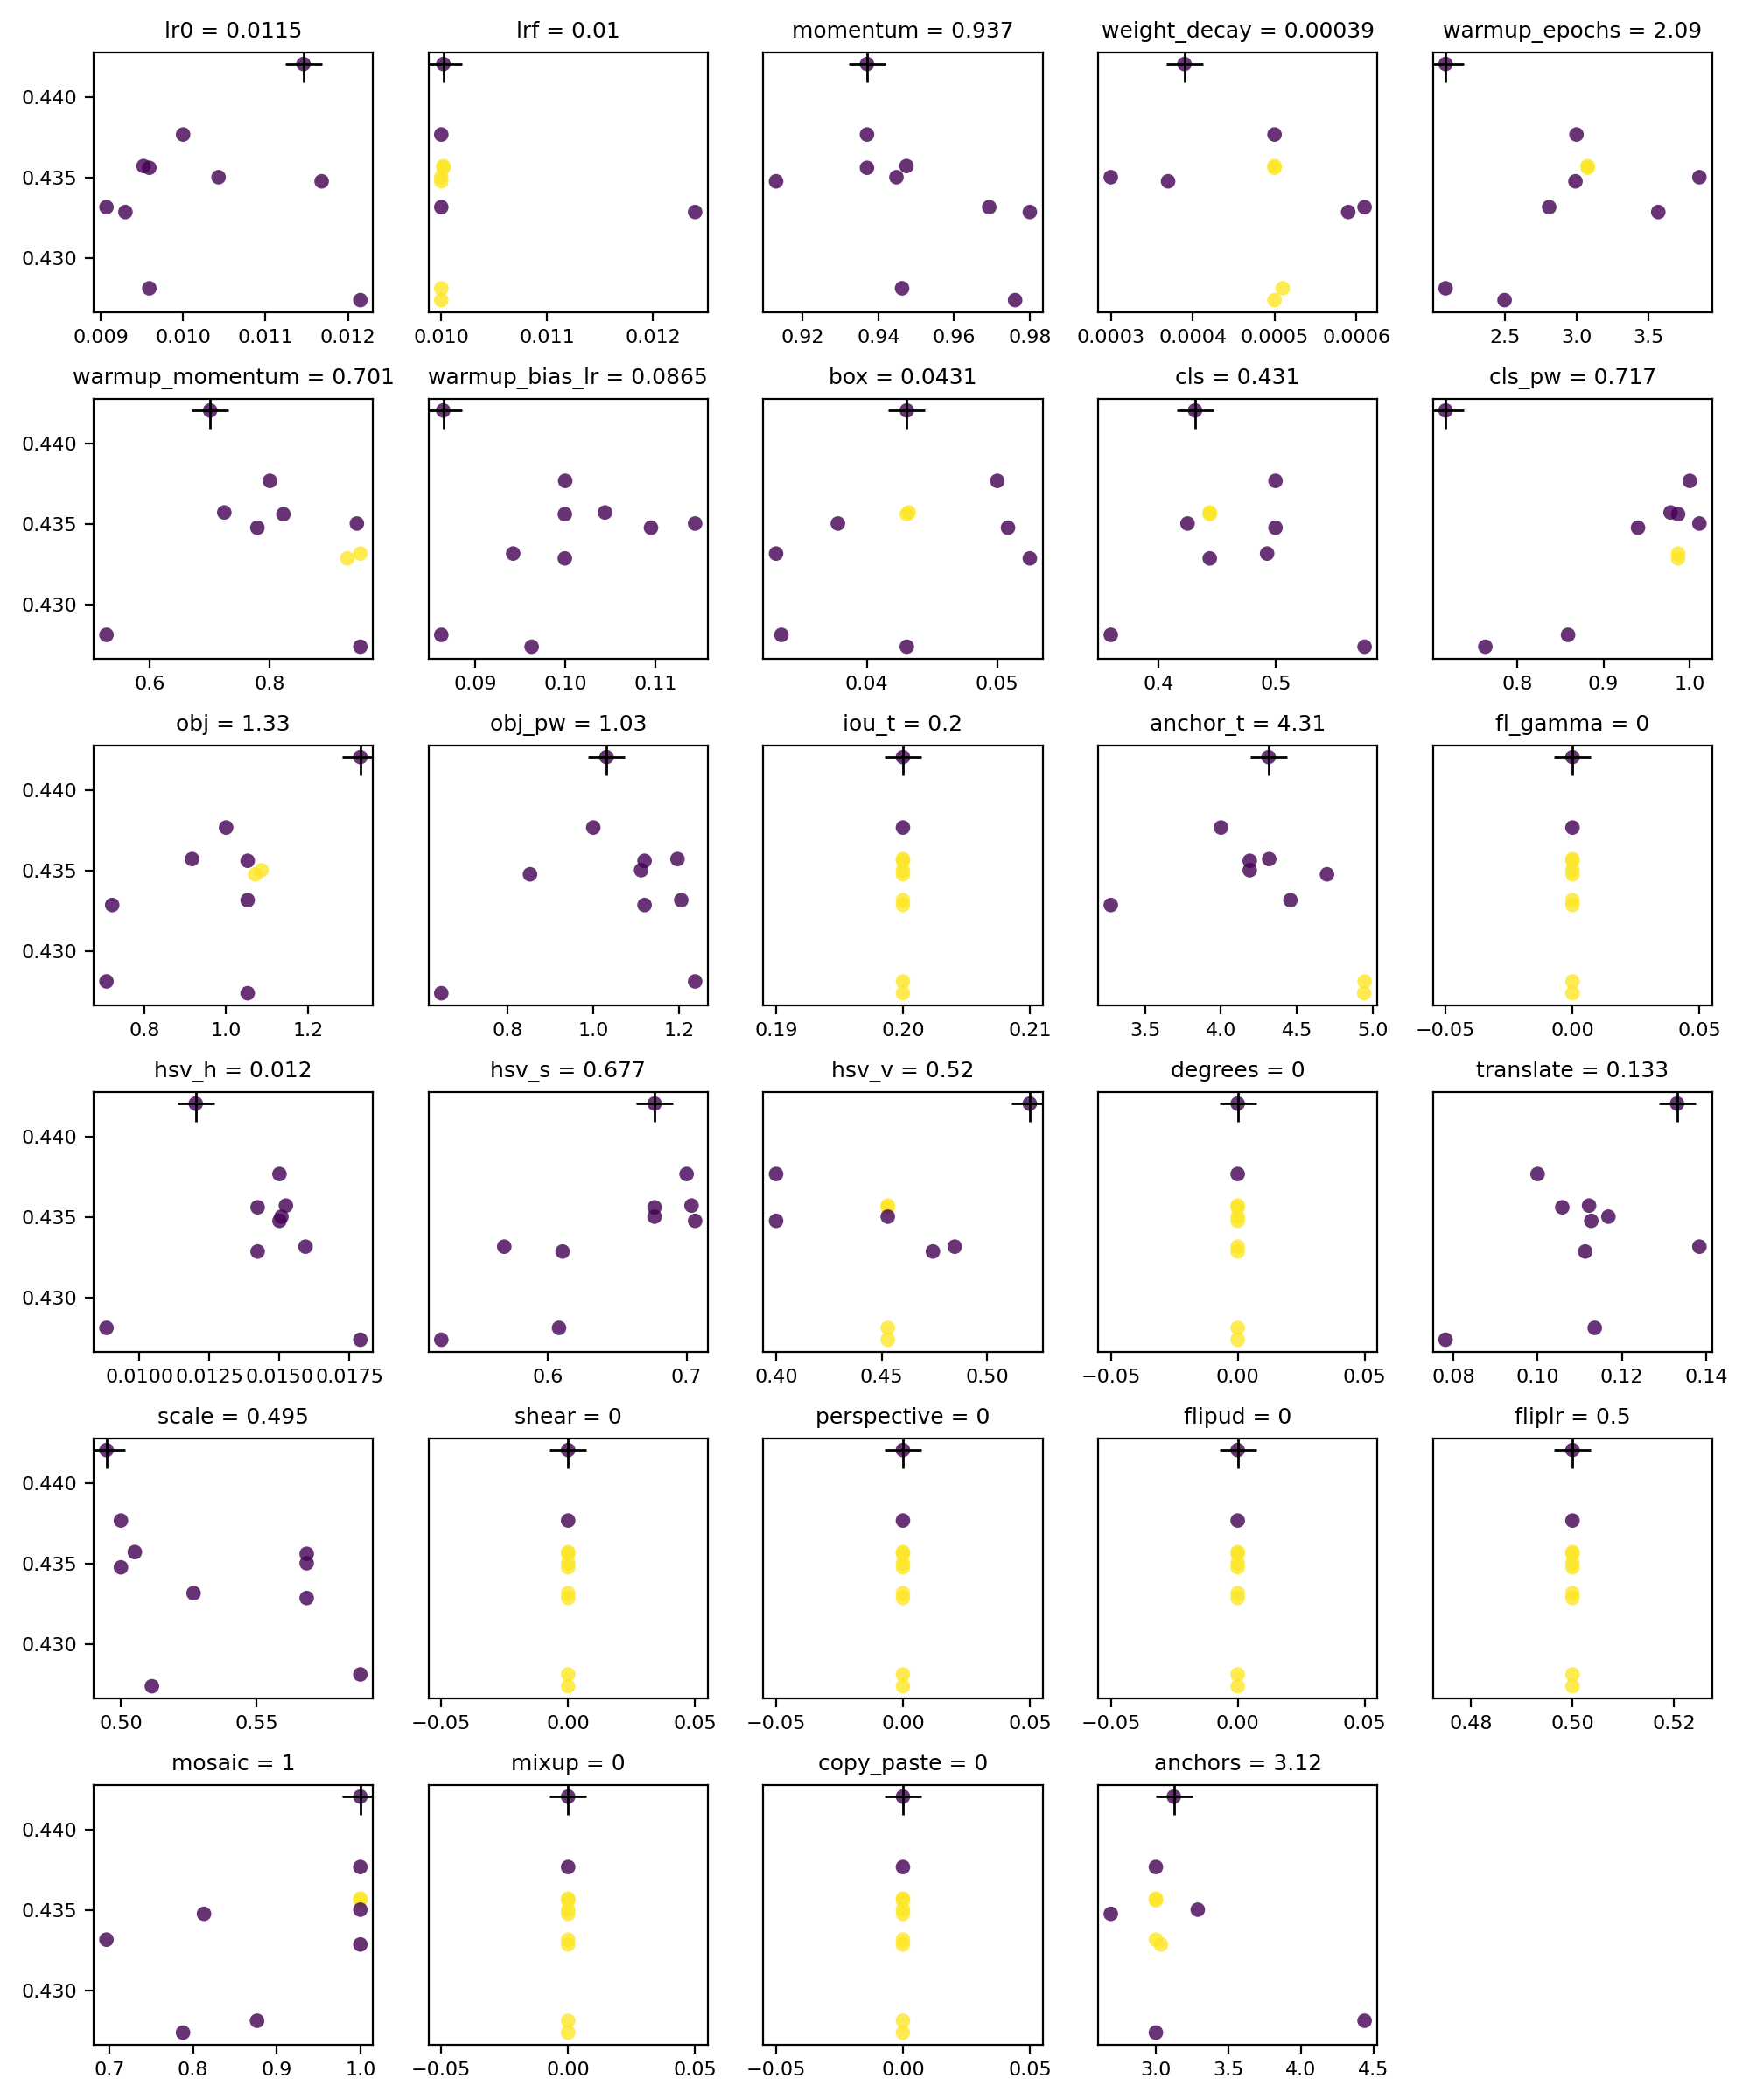 lr0 = 0.0115 lrf = 0.01 momentum = 0.937 weight_decay = 0.00039 warmup_epochs = 2.09
0.440
0.435
0.430
0.009 0.010 0.011 0.012 0.010 0.011 0.012 0.92 0.94 0.96 0.98 0.0003 0.0004 0.0005 0.0006 2.5 3.0 3.5
warmup_momentum = 0.701 warmup_bias_lr = 0.0865 box = 0.0431 cls = 0.431 cls_pw = 0.717
0.440
0.435
0.430
0.6 0.8 0.09 0.10 0.11 0.04 0.05 0.4 0.5 0.8 0.9 1.0
obj = 1.33 obj_pw = 1.03 iou_t = 0.2 anchor_t = 4.31 fl_gamma = 0
0.440
0.435
0.430
0.8 1.0 1.2 0.8 1.0 1.2 0.19 0.20 0.21 3.5 4.0 4.5 5.0 −0.05 0.00 0.05
hsv_h = 0.012 hsv_s = 0.677 hsv_v = 0.52 degrees = 0 translate = 0.133
0.440
0.435
0.430
0.0100 0.0125 0.0150 0.0175 0.6 0.7 0.40 0.45 0.50 −0.05 0.00 0.05 0.08 0.10 0.12 0.14
scale = 0.495 shear = 0 perspective = 0 flipud = 0 fliplr = 0.5
0.440
0.435
0.430
0.50 0.55 −0.05 0.00 0.05 −0.05 0.00 0.05 −0.05 0.00 0.05 0.48 0.50 0.52
mosaic = 1 mixup = 0 copy_paste = 0 anchors = 3.12
0.440
0.435
0.430
0.7 0.8 0.9 1.0 −0.05 0.00 0.05 −0.05 0.00 0.05 3.0 3.5 4.0 4.5